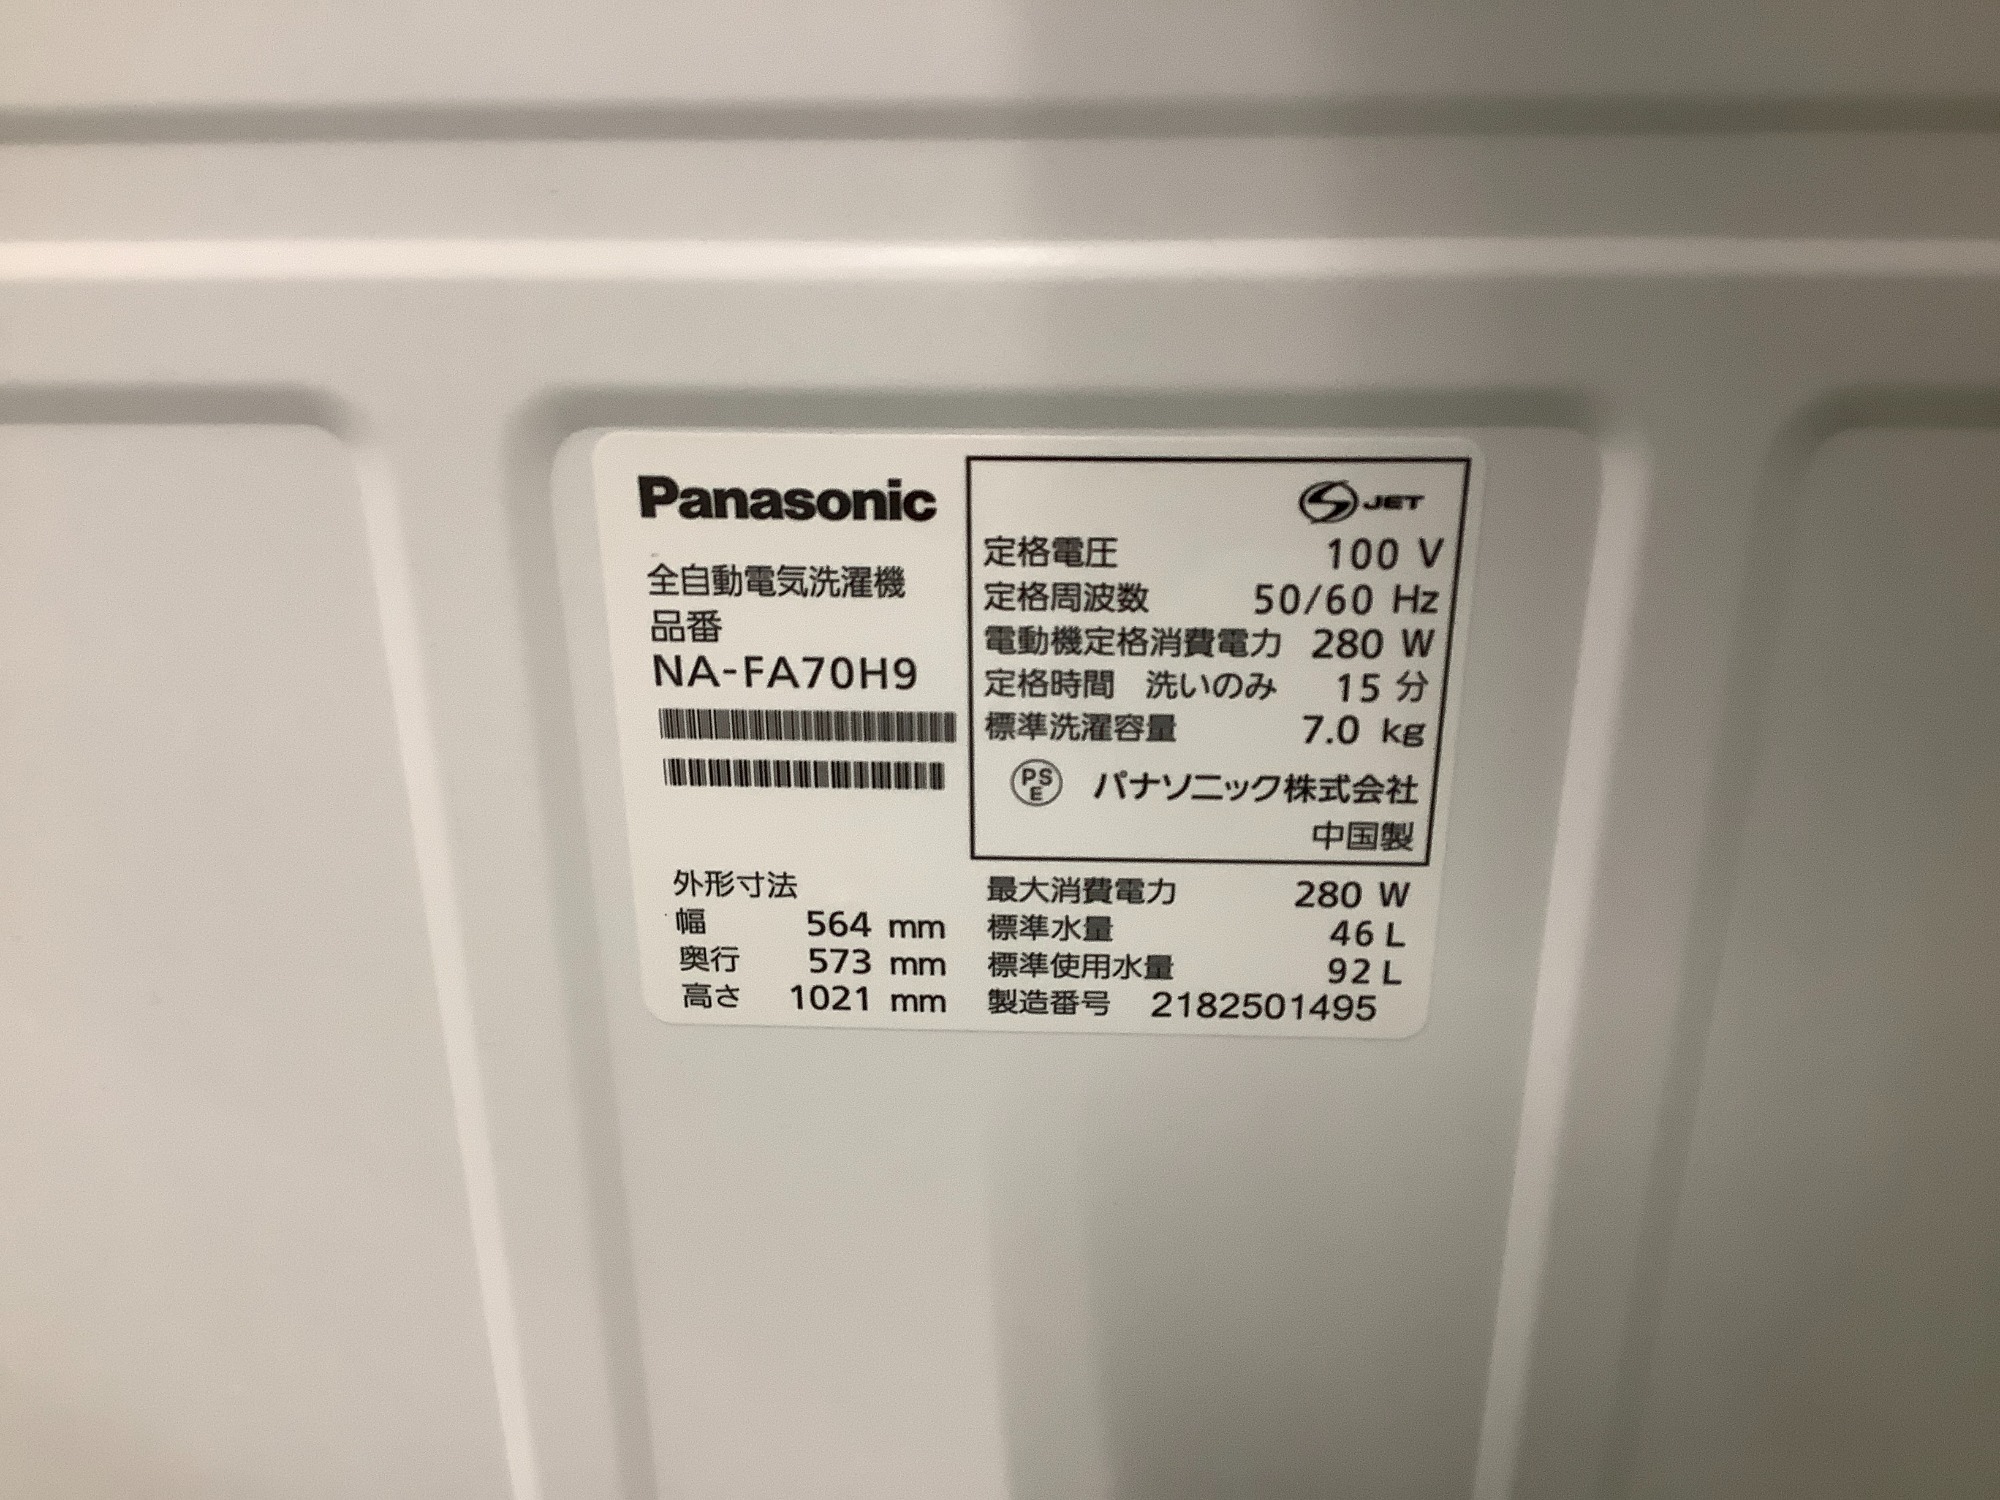 Panasonic
全自動電気洗濯機
品番
NA-FA70H9
S JET
定格電圧 100 V
定格周波数 50/60 Hz
電動機定格消費電力 280 W
定格時間 洗いのみ 15 分
標準洗濯容量 7.0 kg
PS
E パナソニック株式会社
中国製
外形寸法
幅 564 mm
奥行 573 mm
高さ 1021 mm
最大消費電力 280 W
標準水量 46 L
標準使用水量 92 L
製造番号 2182501495